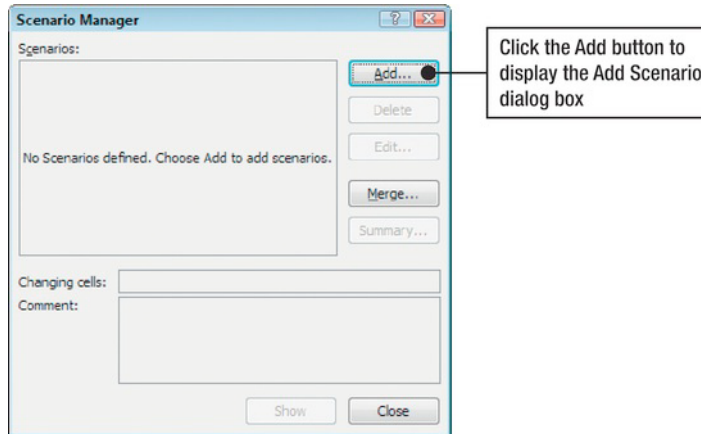 Scenario Manager
Scenarios:
No Scenarios defined. Choose Add to add scenarios.
Add...
Delete
Edit...
Merge...
Summary...
Changing cells:
Comment:
Show
Close
Click the Add button to
display the Add Scenario
dialog box